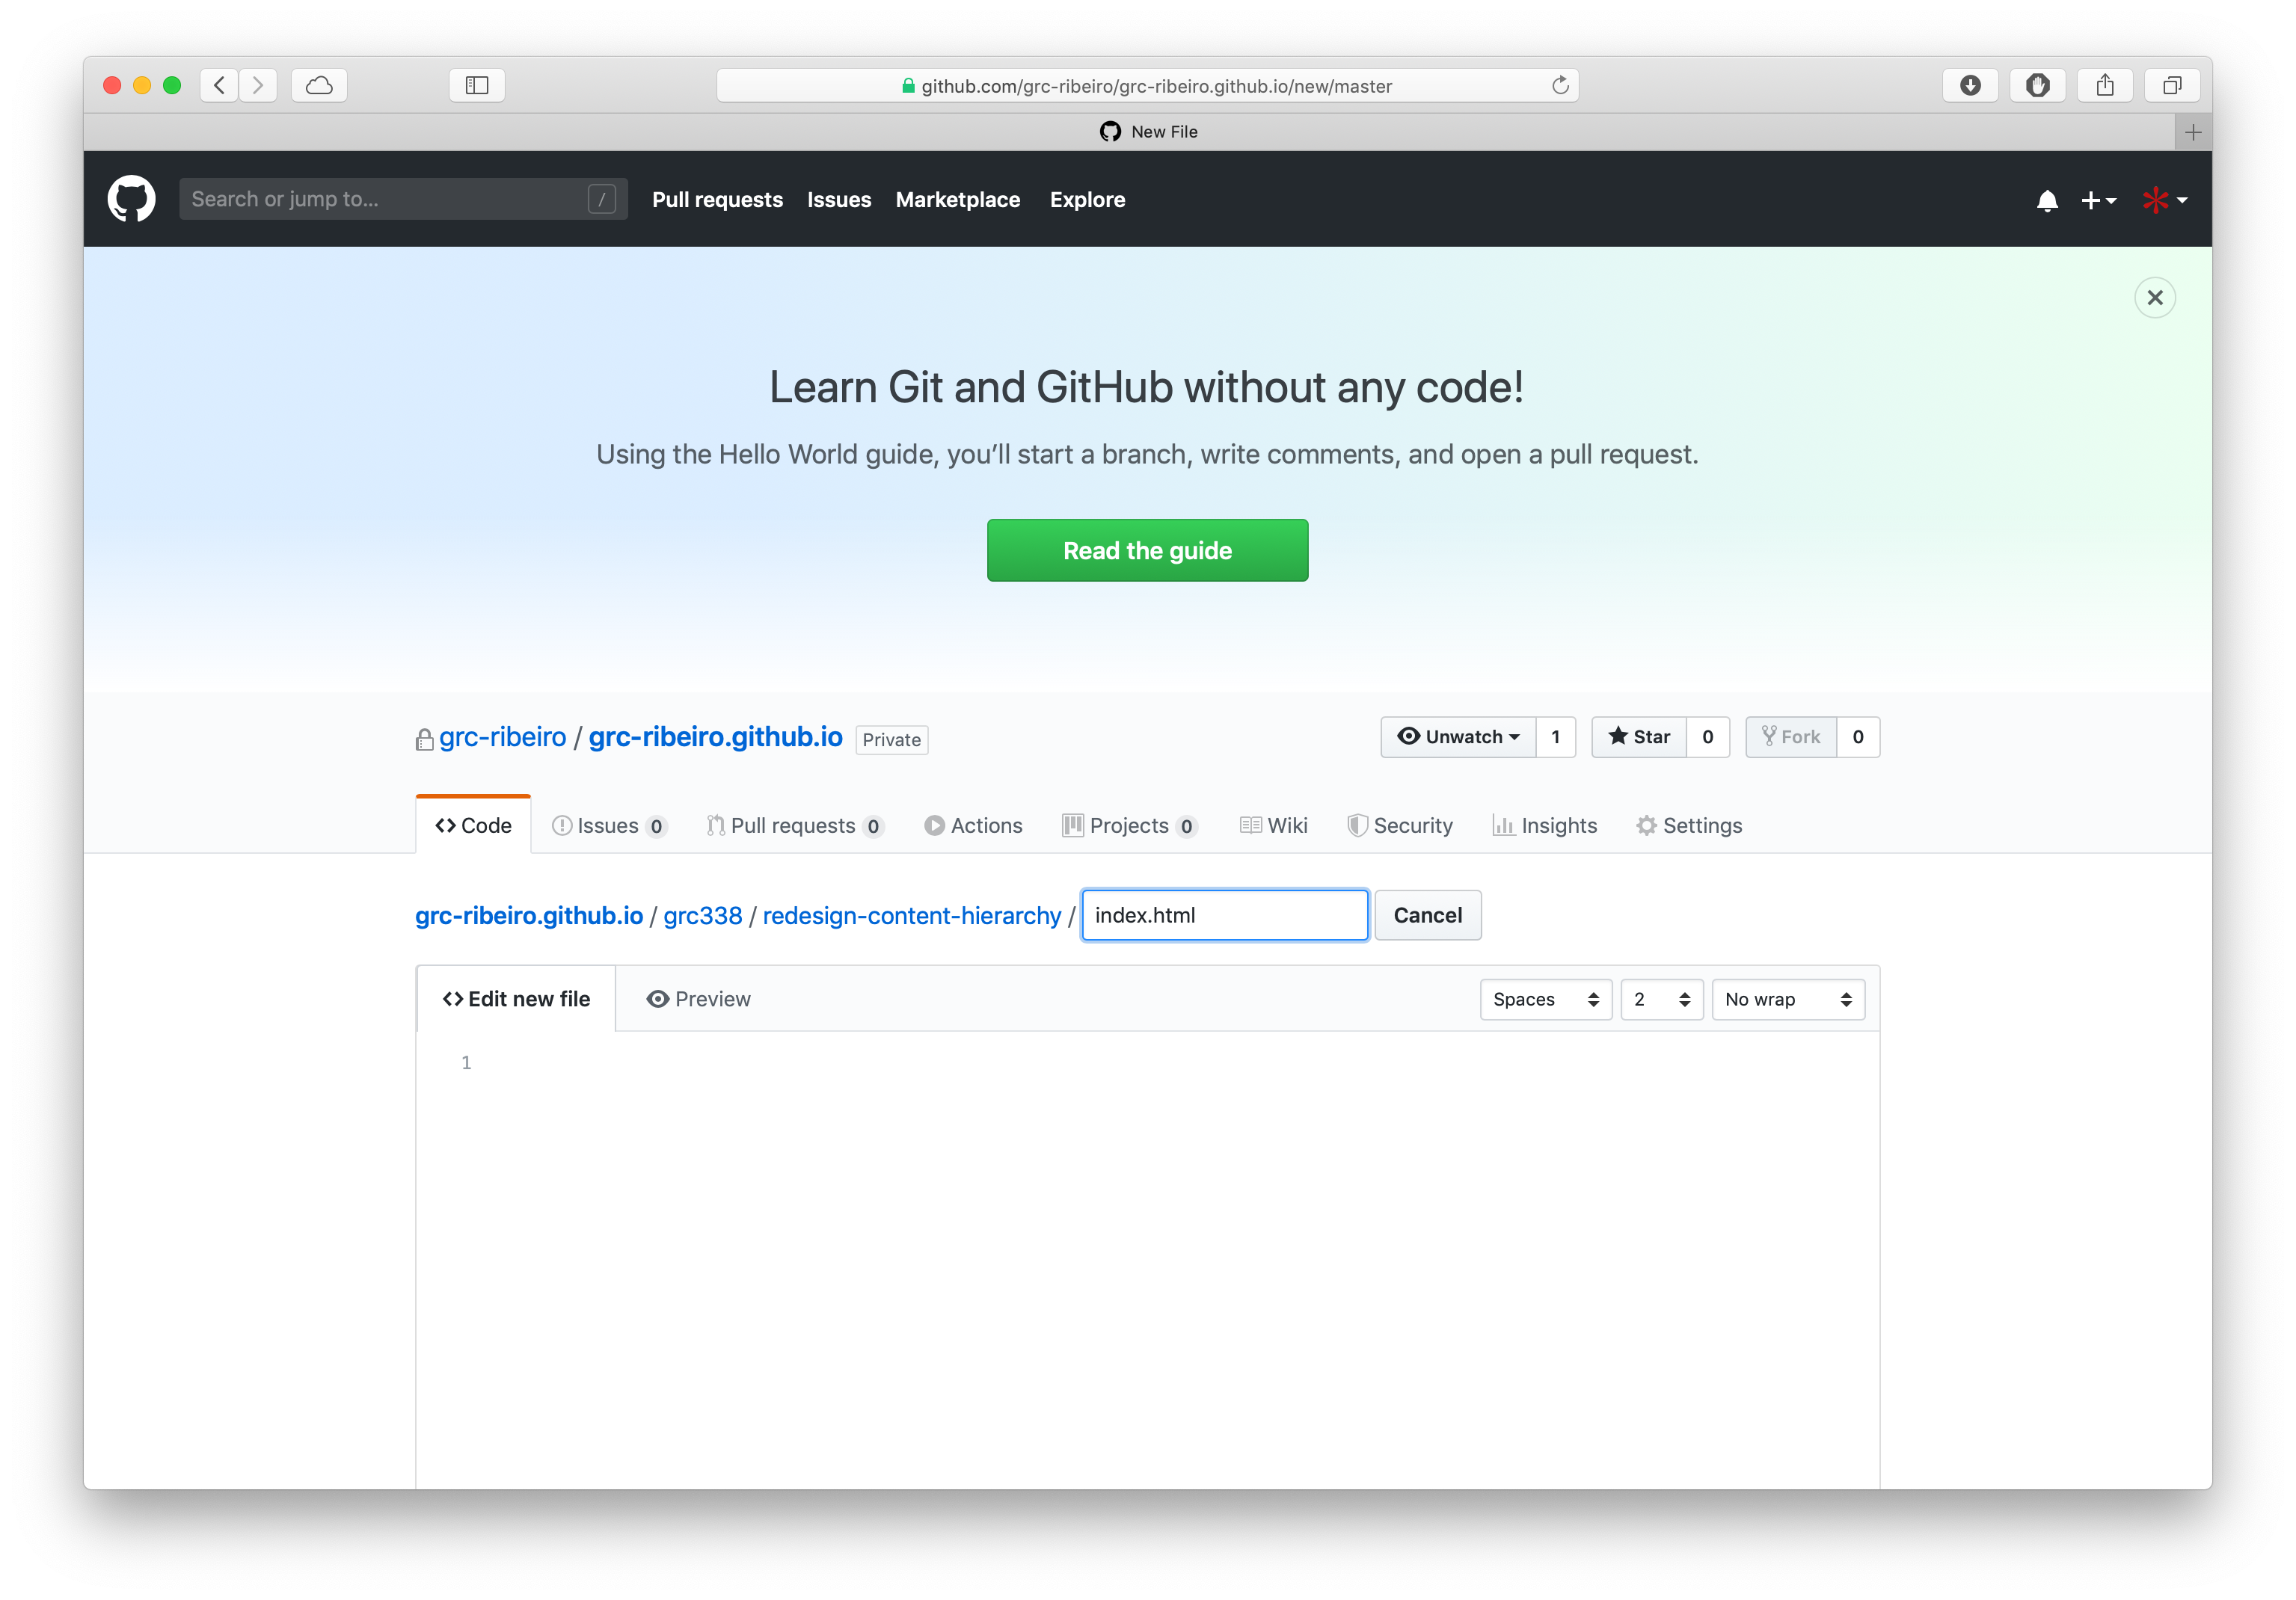 github.com/grc-ribeiro/grc-ribeiro.github.io/new/master
New File
Search or jump to... /
Pull requests Issues Marketplace Explore
Learn Git and GitHub without any code!
Using the Hello World guide, you’ll start a branch, write comments, and open a pull request.
Read the guide
grc-ribeiro / grc-ribeiro.github.io Private
Unwatch 1 Star 0 Fork 0
Code Issues 0 Pull requests 0 Actions Projects 0 Wiki Security Insights Settings
grc-ribeiro.github.io / grc338 / redesign-content-hierarchy / index.html Cancel
Edit new file Preview Spaces 2 No wrap
1